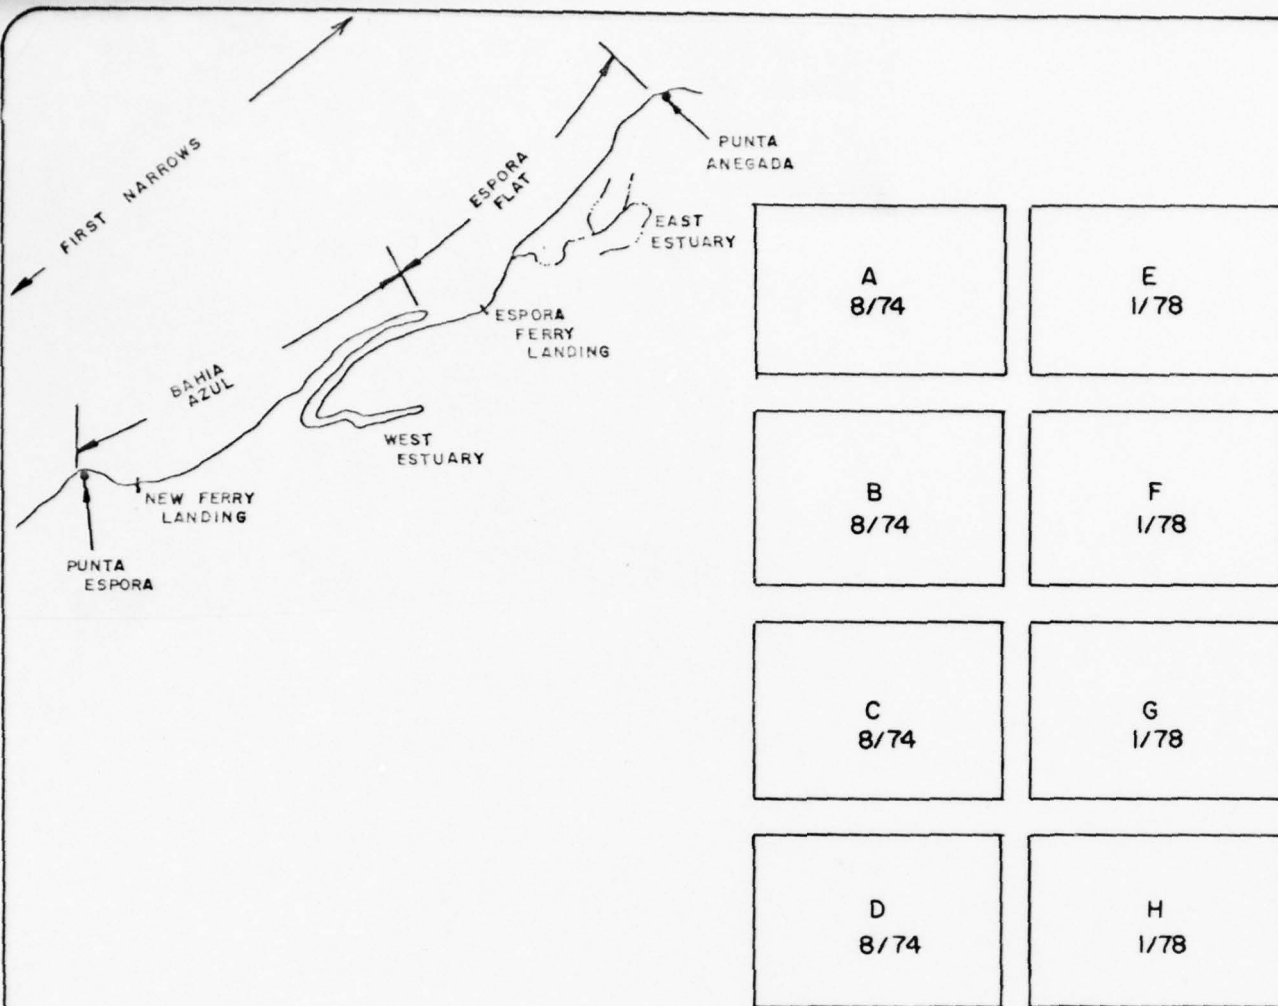 FIRST NARROWS
ESPORA
FLAT
PUNTA
ANEGADA
EAST
ESTUARY
ESPORA
FERRY
LANDING
BAHIA
AZUL
WEST
ESTUARY
NEW FERRY
LANDING
PUNTA
ESPORA
A
8/74
E
1/78
B
8/74
F
1/78
C
8/74
G
1/78
D
8/74
H
1/78